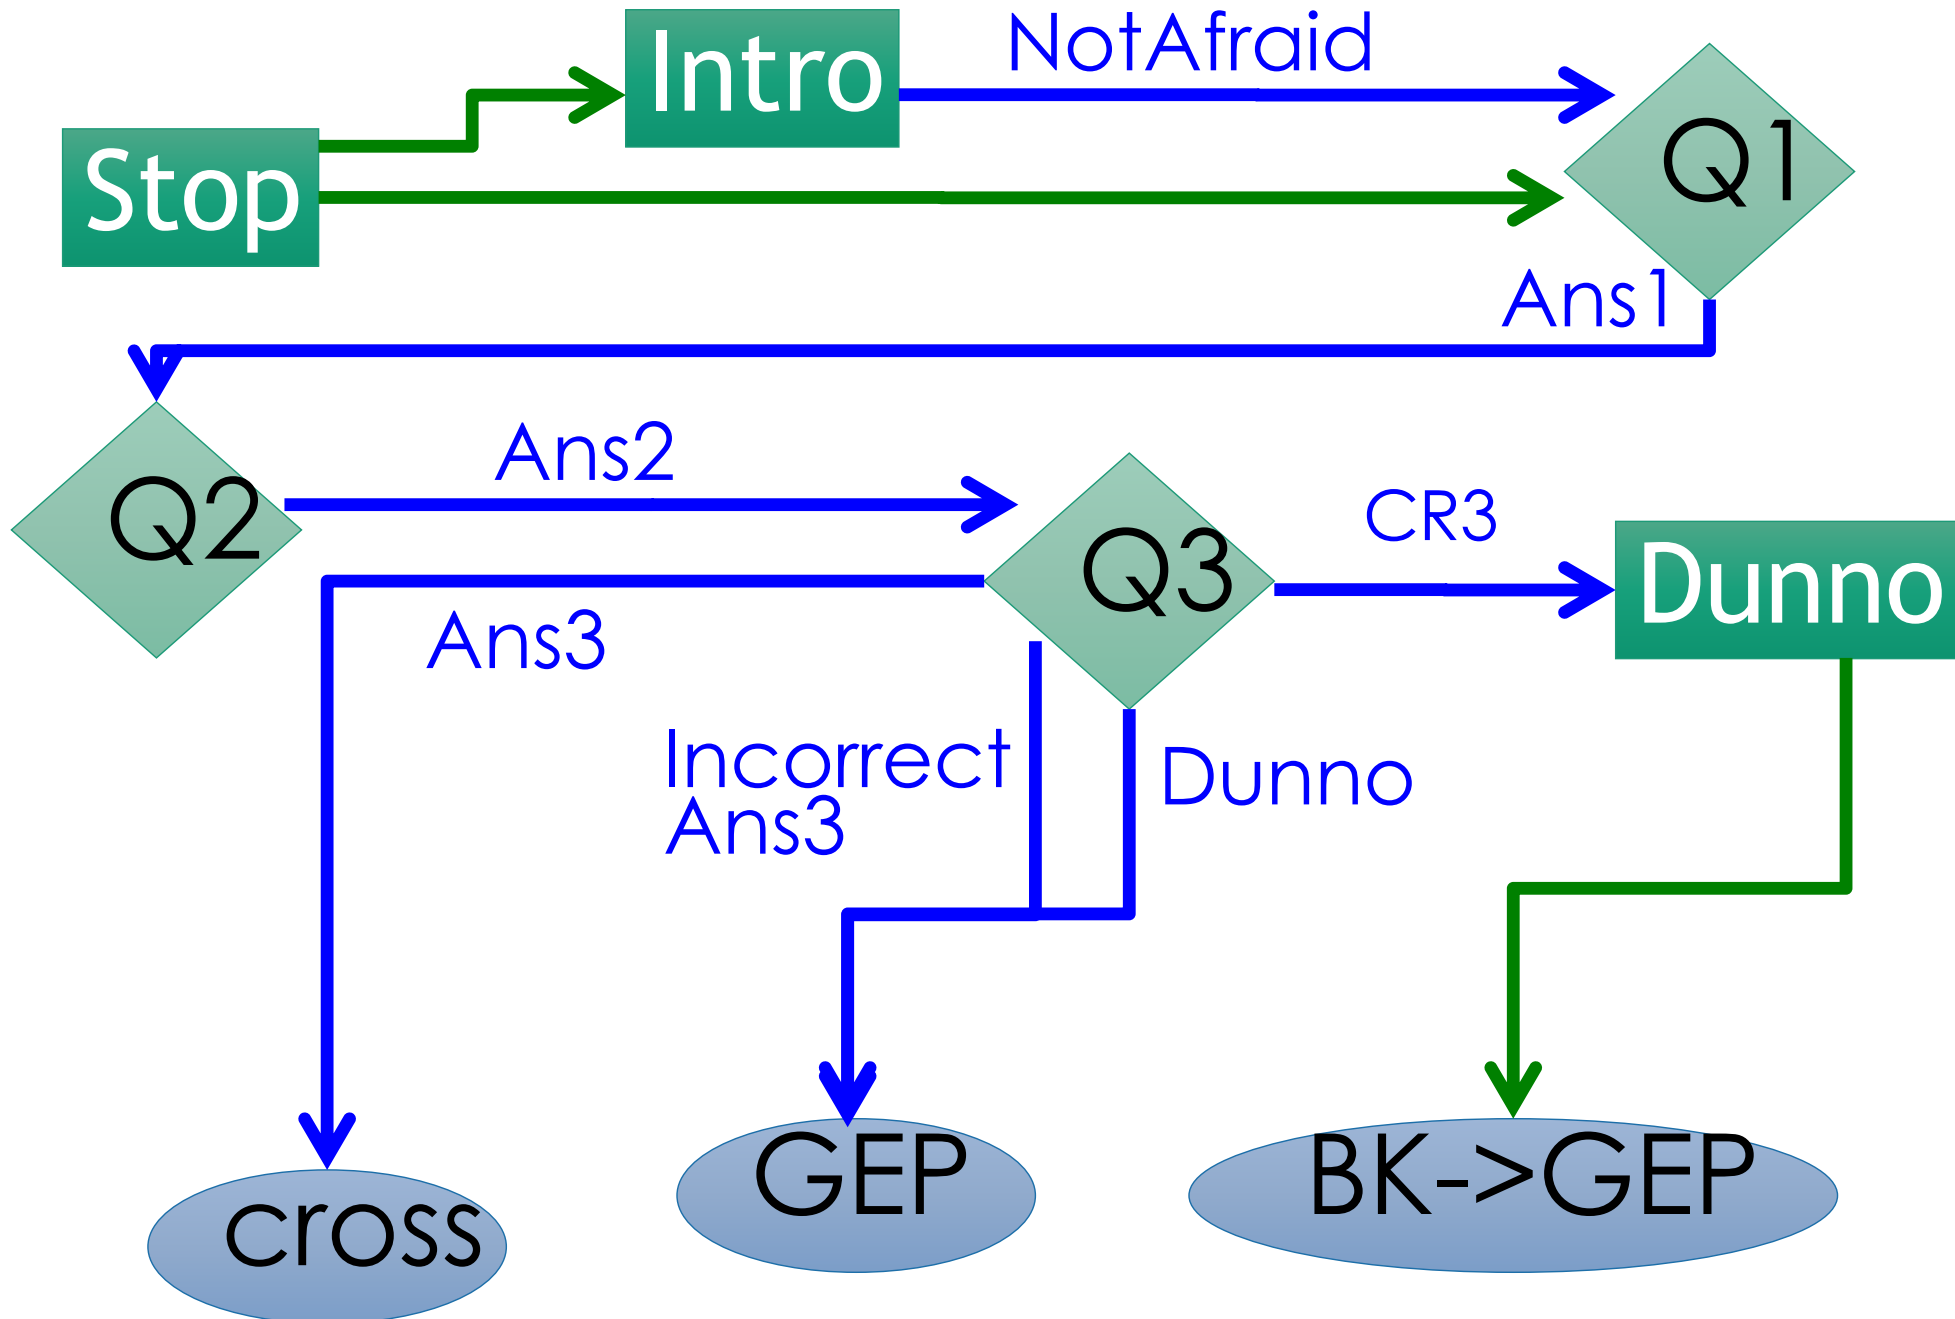 Intro
NotAfraid
Stop
Q1
Ans1
Q2
Ans2
Q3
CR3
Dunno
Ans3
Incorrect
Ans3
Dunno
cross
GEP
BK->GEP